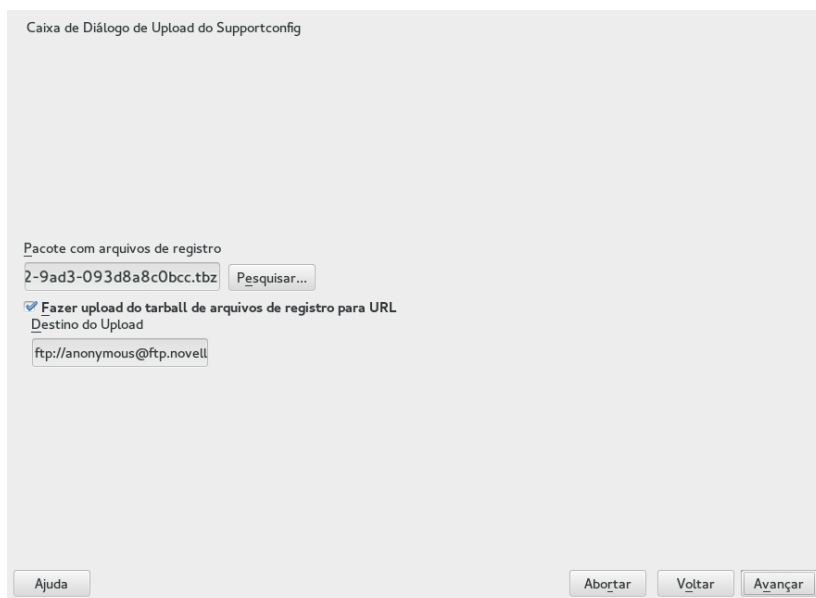 Caixa de Diálogo de Upload do Supportconfig
Pacote com arquivos de registro
2-9ad3-093d8a8c0bcc.tbz Pesquisar...
Fazer upload do tarball de arquivos de registro para URL
Destino do Upload
ftp://anonymous@ftp.novell
Ajuda Abortar Voltar Avançar